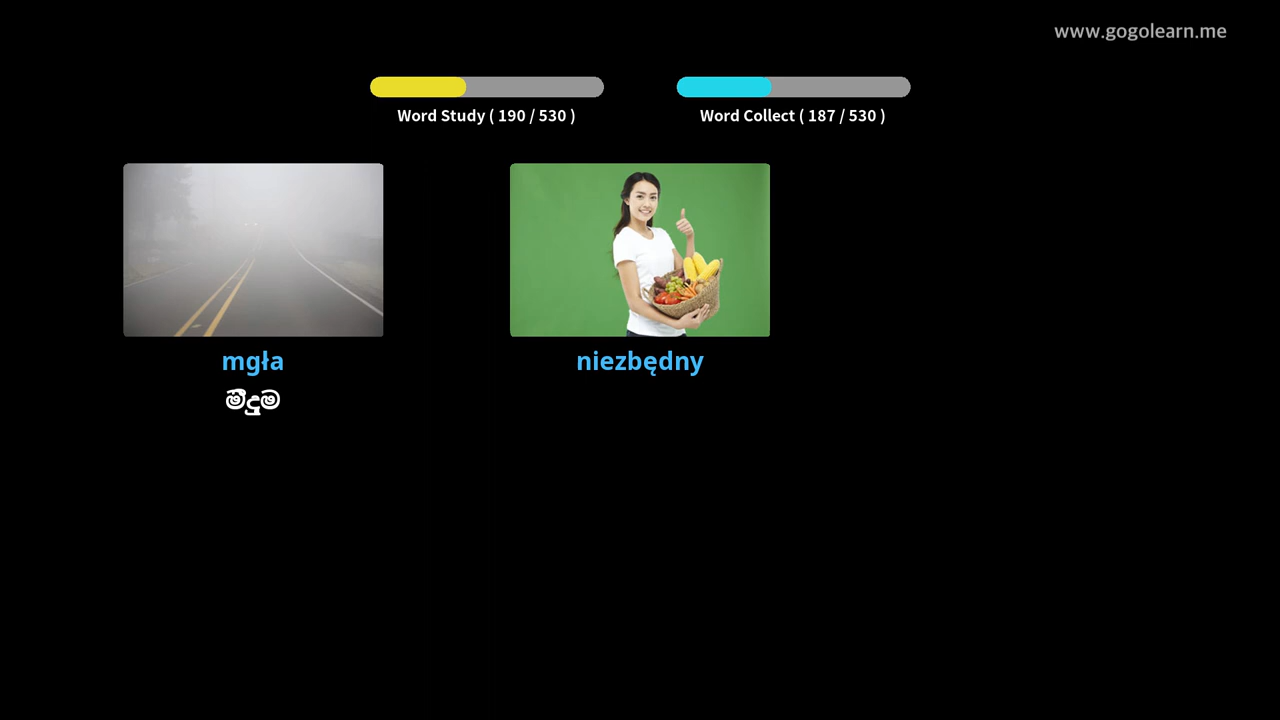 www.gogolearn.me
Word Study ( 190 / 530 )
Word Collect ( 187 / 530 )
mgła
niezbędny
මීදුම